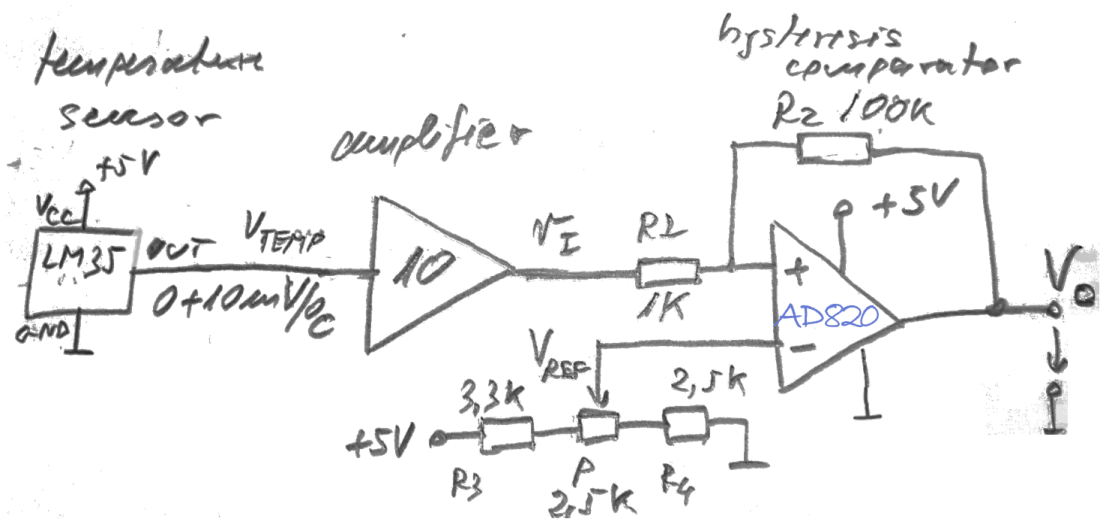 temperature
sensor
+5V
VCC
LM35
OUT
GND
VTEMP
0+10mV/°C
amplifier
10
VI
R1
1K
hysteresis
comparator
R2 100K
+5V
+
AD820
-
VO
VREF
+5V
3,3K
R3
P
2,5K
2,5K
R4